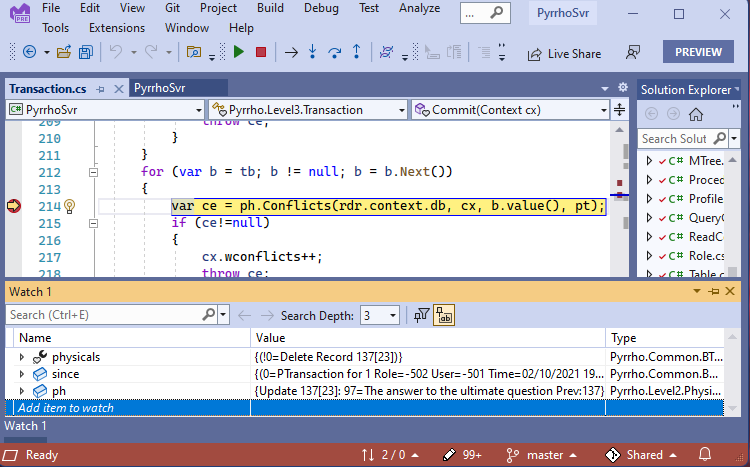 File Edit View Git Project Build Debug Test Analyze ... PyrrhoSvr
Tools Extensions Window Help
PRE
Live Share PREVIEW
Transaction.cs PyrrhoSvr
Solution Explorer
C# PyrrhoSvr Pyrrho.Level3.Transaction Commit(Context cx)
Search Solut
209 throw ce;
210 }
211 }
212 for (var b = tb; b != null; b = b.Next())
213 {
214 var ce = ph.Conflicts(rdr.context.db, cx, b.value(), pt);
215 if (ce!=null)
216 {
217 cx.wconflicts++;
218 throw ce;
C# MTree.
C# Proced
C# Profile
C# QueryC
C# ReadC
C# Role.cs
C# Table.c
Watch 1
Search (Ctrl+E) Search Depth: 3 ab
Name Value Type
physicals {(!0=Delete Record 137[23])} Pyrrho.Common.BT...
since {(0=PTransaction for 1 Role=-502 User=-501 Time=02/10/2021 19... Pyrrho.Common.B...
ph {Update 137[23]: 97=The answer to the ultimate question Prev:137} Pyrrho.Level2.Physi...
Add item to watch
Watch 1
Ready 2 / 0 99+ master Shared